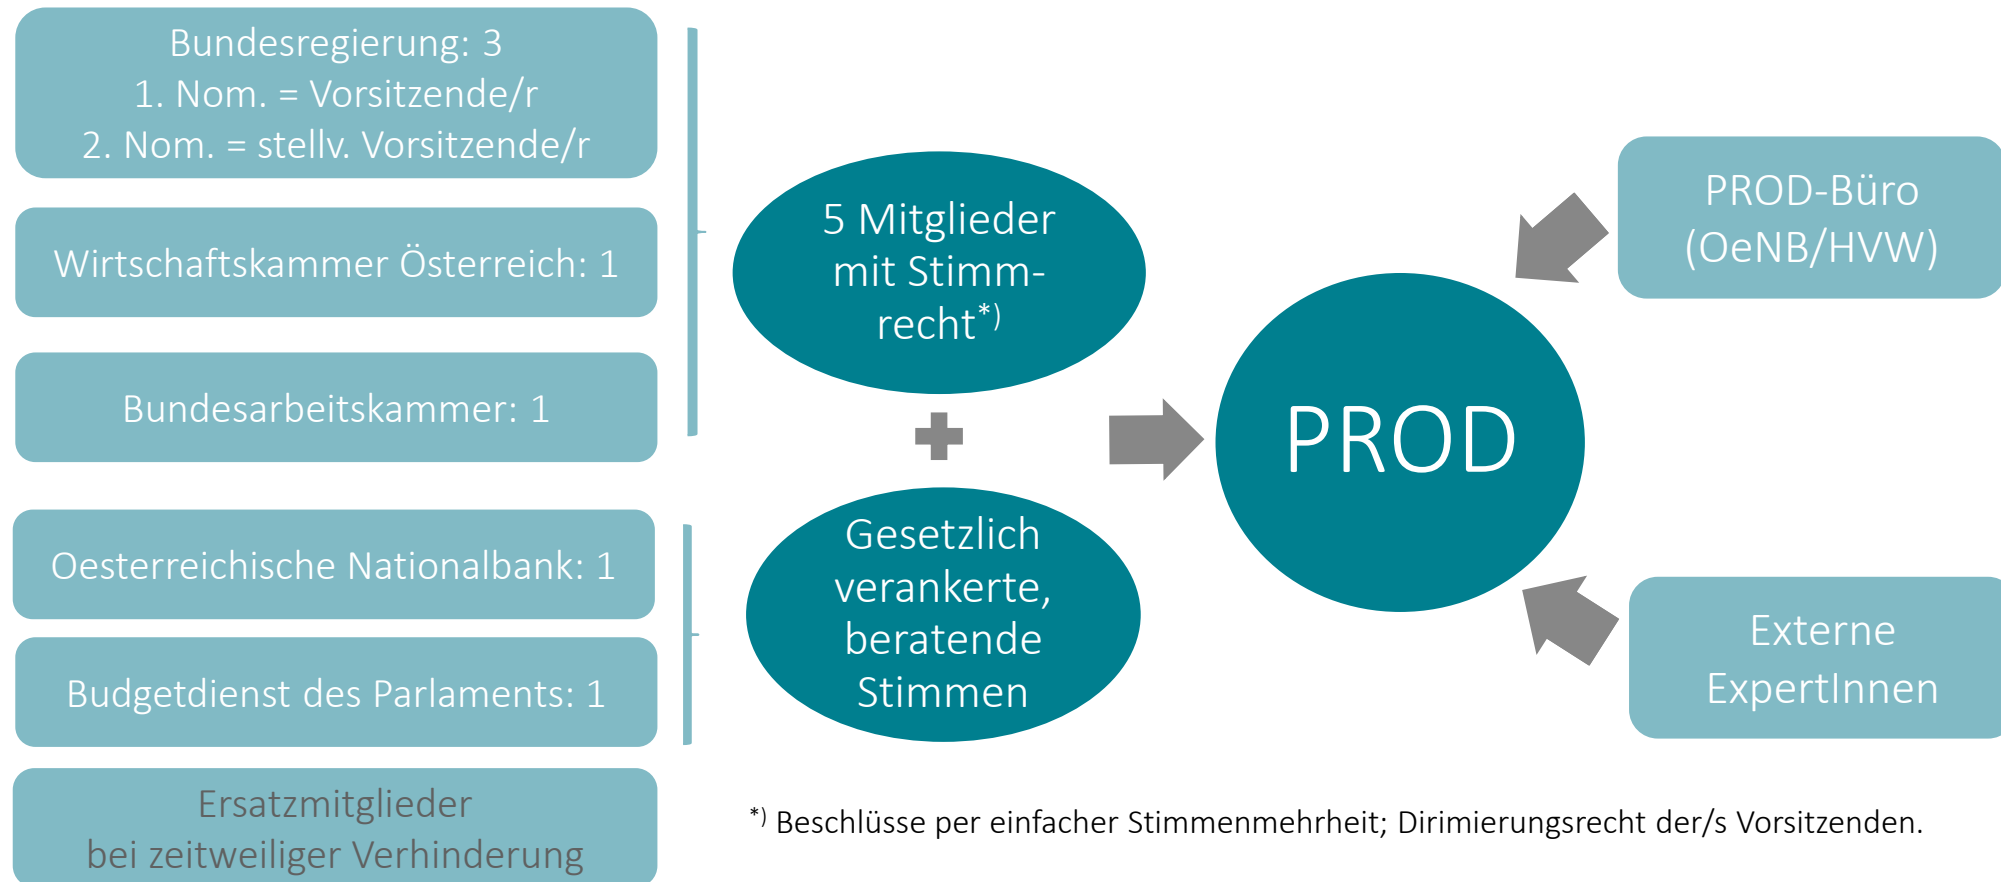 Bundesregierung: 3
1. Nom. = Vorsitzende/r
2. Nom. = stellv. Vorsitzende/r
Wirtschaftskammer Österreich: 1
Bundesarbeitskammer: 1
Oesterreichische Nationalbank: 1
Budgetdienst des Parlaments: 1
Ersatzmitglieder
bei zeitweiliger Verhinderung
5 Mitglieder
mit Stimm-
recht*)
Gesetzlich
verankerte,
beratende
Stimmen
PROD
PROD-Büro
(OeNB/HVW)
Externe
ExpertInnen
*) Beschlüsse per einfacher Stimmenmehrheit; Dirimierungsrecht der/s Vorsitzenden.